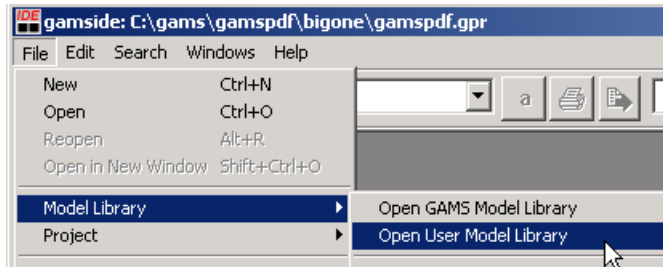 IDE gamside: C:\gams\gamspdf\bigone\gamspdf.gpr
File Edit Search Windows Help
New Ctrl+N
Open Ctrl+O
a
Reopen Alt+R
Open in New Window Shift+Ctrl+O
Model Library Open GAMS Model Library
Project Open User Model Library